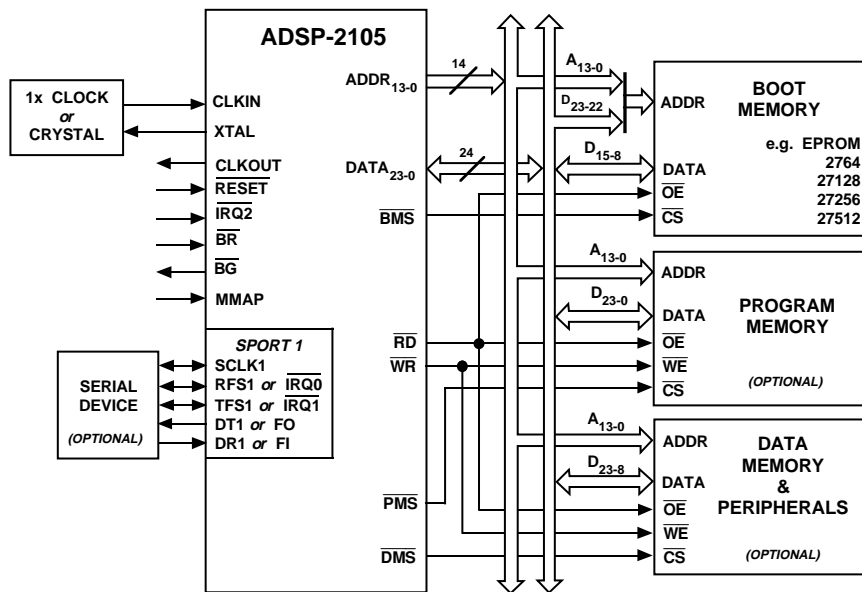 ADSP-2105
1x CLOCK
or
CRYSTAL
CLKIN
XTAL
CLKOUT
RESET
IRQ2
BR
BG
MMAP
SPORT 1
SCLK1
RFS1 or IRQ0
TFS1 or IRQ1
DT1 or FO
DR1 or FI
SERIAL
DEVICE
(OPTIONAL)
ADDR13-0
14
DATA23-0
24
BMS
RD
WR
PMS
DMS
A13-0
D23-22
D15-8
ADDR
DATA
OE
CS
BOOT
MEMORY
e.g. EPROM
2764
27128
27256
27512
A13-0
D23-0
ADDR
DATA
OE
WE
CS
PROGRAM
MEMORY
(OPTIONAL)
A13-0
D23-8
ADDR
DATA
OE
WE
CS
DATA
MEMORY
&
PERIPHERALS
(OPTIONAL)